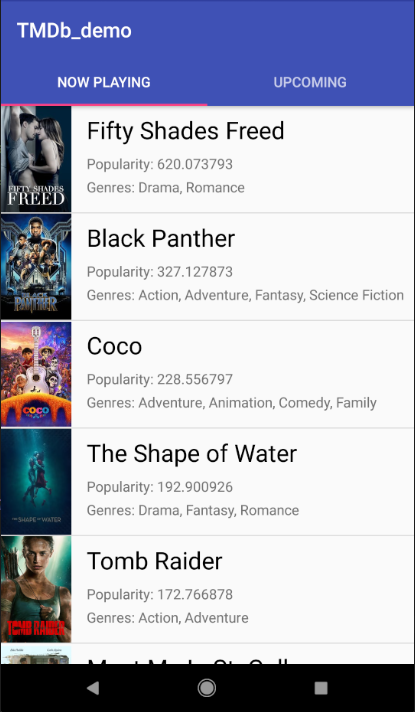 TMDb_demo
NOW PLAYING
UPCOMING
Fifty Shades Freed
Popularity: 620.073793
Genres: Drama, Romance
FIFTY SHADES
FREED
Black Panther
Popularity: 327.127873
Genres: Action, Adventure, Fantasy, Science Fiction
PANTHER
Coco
Popularity: 228.556797
Genres: Adventure, Animation, Comedy, Family
COCO
The Shape of Water
Popularity: 192.900926
Genres: Drama, Fantasy, Romance
THE SHAPE OF WATER
Tomb Raider
Popularity: 172.766878
Genres: Action, Adventure
TOMB RAIDER